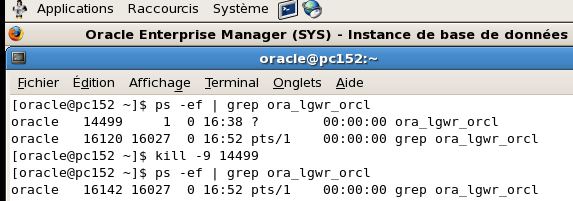 Applications Raccourcis Système
Oracle Enterprise Manager (SYS) - Instance de base de données
oracle@pc152:~
Fichier Édition Affichage Terminal Onglets Aide
[oracle@pc152 ~]$ ps -ef | grep ora_lgwr_orcl
oracle   14499     1  0 16:38 ?        00:00:00 ora_lgwr_orcl
oracle   16120 16027  0 16:52 pts/1    00:00:00 grep ora_lgwr_orcl
[oracle@pc152 ~]$ kill -9 14499
[oracle@pc152 ~]$ ps -ef | grep ora_lgwr_orcl
oracle   16142 16027  0 16:52 pts/1    00:00:00 grep ora_lgwr_orcl